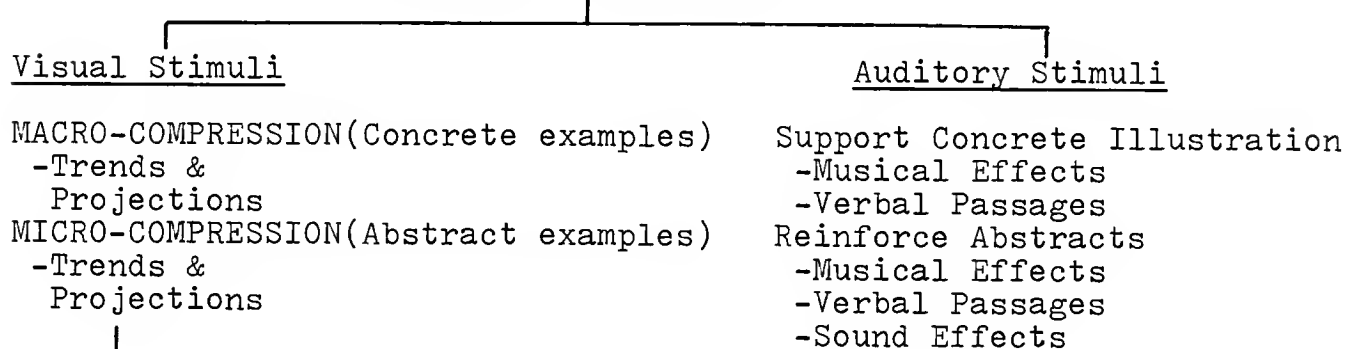 Visual Stimuli
MACRO-COMPRESSION(Concrete examples)
-Trends &
Projections
MICRO-COMPRESSION(Abstract examples)
-Trends &
Projections
Auditory Stimuli
Support Concrete Illustration
-Musical Effects
-Verbal Passages
Reinforce Abstracts
-Musical Effects
-Verbal Passages
-Sound Effects